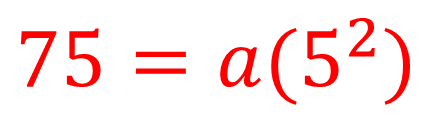 75 = a(5²)